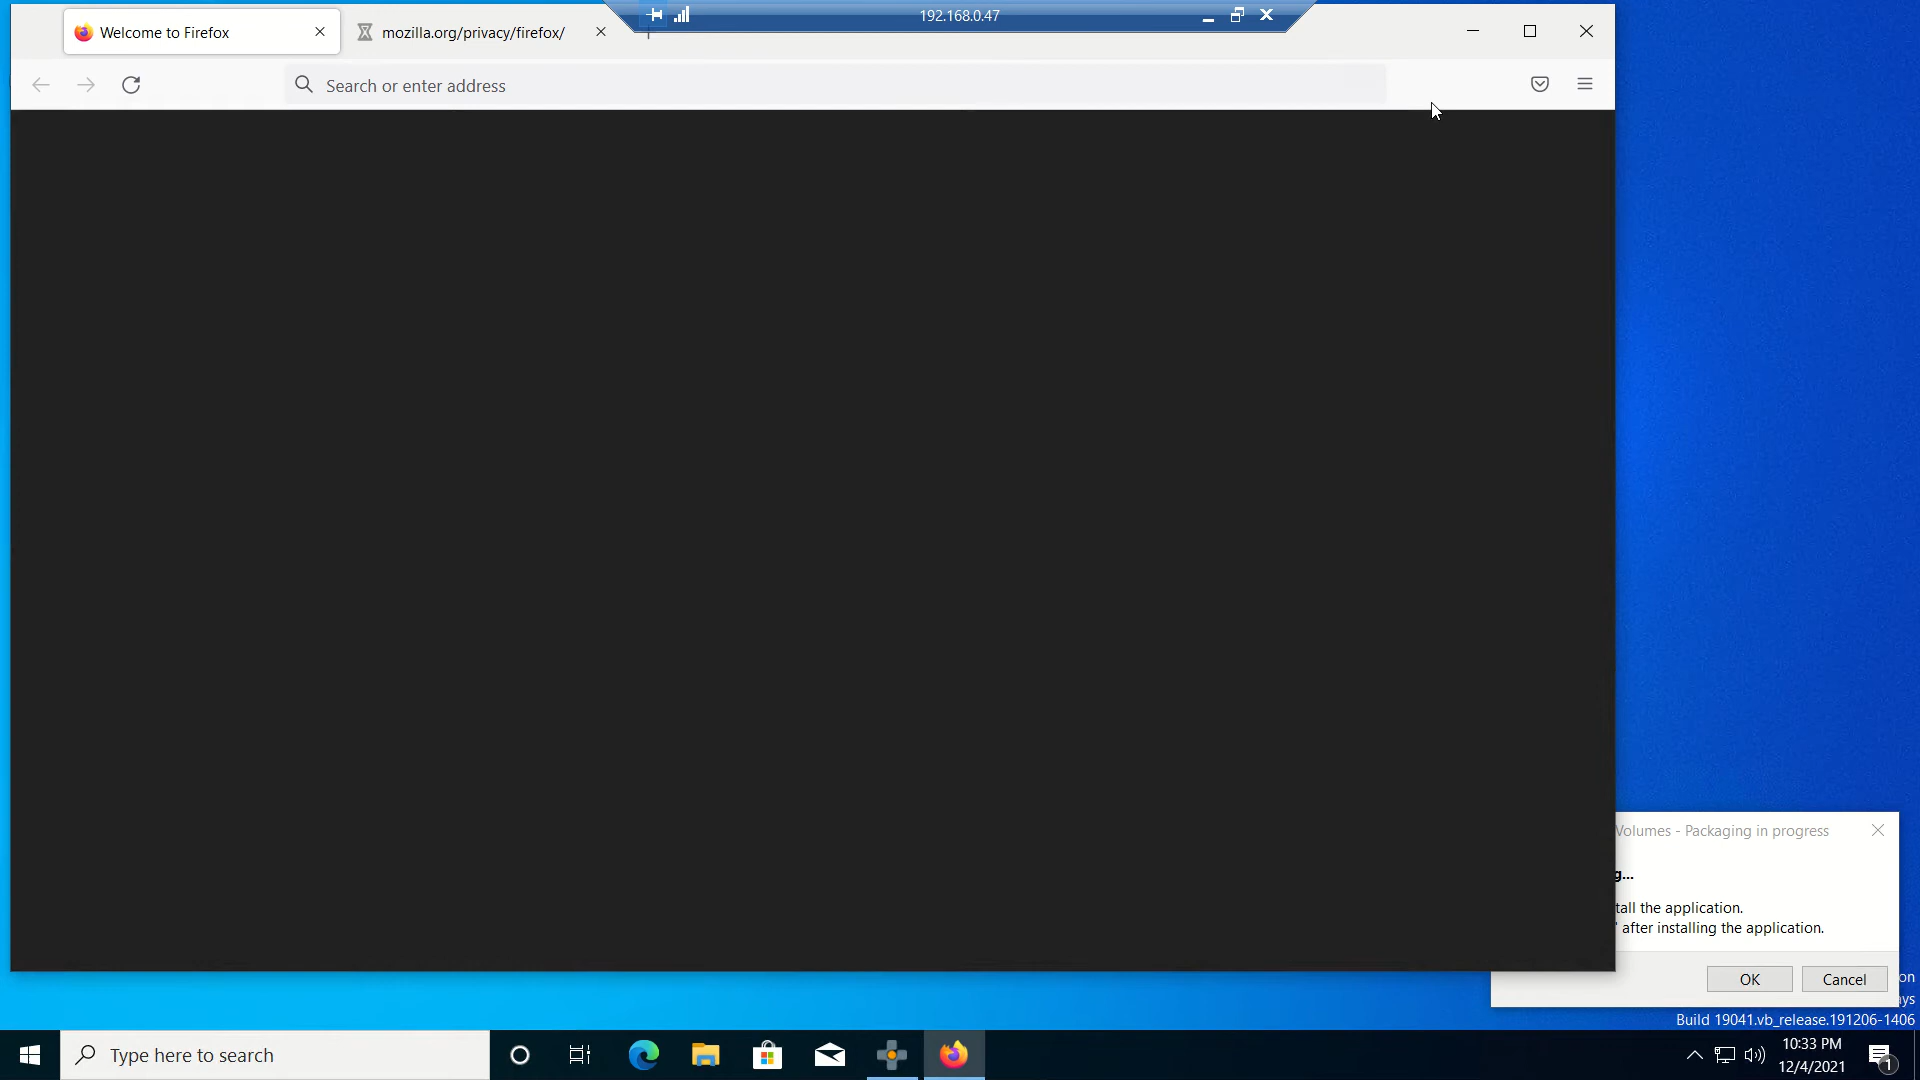 192.168.0.47
Welcome to Firefox
mozilla.org/privacy/firefox/
Search or enter address
Volumes - Packaging in progress
g...
tall the application.
' after installing the application.
OK
Cancel
on
ays
Build 19041.vb_release.191206-1406
Type here to search
10:33 PM
12/4/2021
1